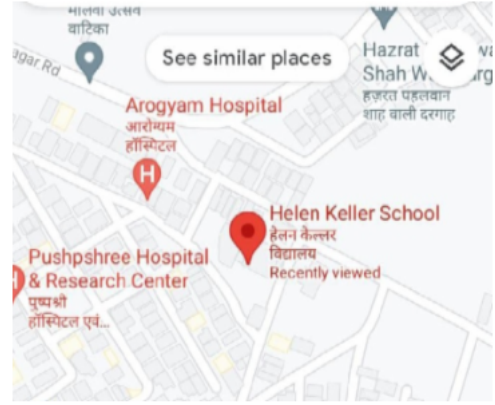 मालवा उत्सव
वाटिका
agar Rd
See similar places
Hazrat
Shah W
हज़रत पहलवान
शाह वाली दरगाह
Arogyam Hospital
आरोग्यम
हॉस्पिटल
H
Helen Keller School
हेलन केल्लर
विद्यालय
Recently viewed
Pushpshree Hospital
& Research Center
पुष्पश्री
हॉस्पिटल एवं...